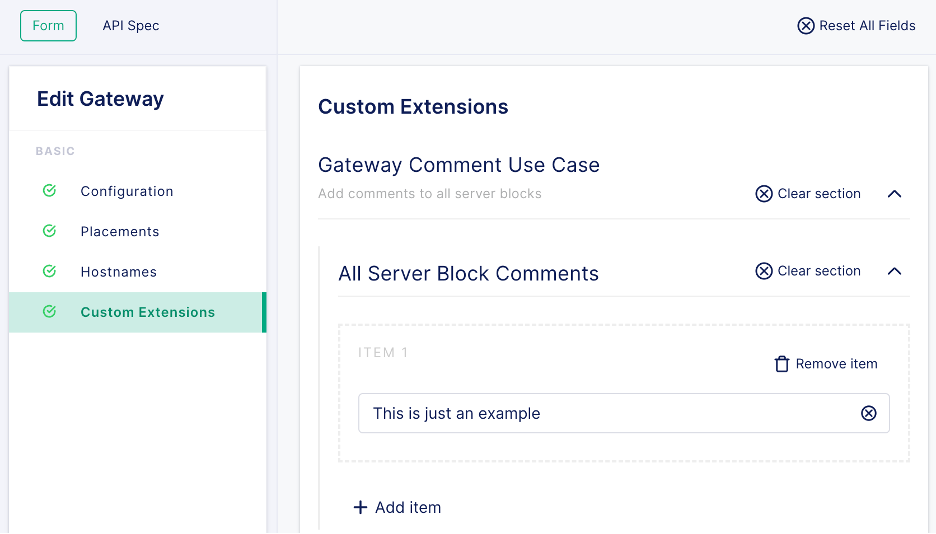 Form API Spec Reset All Fields
Edit Gateway
BASIC
Configuration
Placements
Hostnames
Custom Extensions
Custom Extensions
Gateway Comment Use Case
Add comments to all server blocks Clear section
All Server Block Comments Clear section
ITEM 1
Remove item
This is just an example
Add item